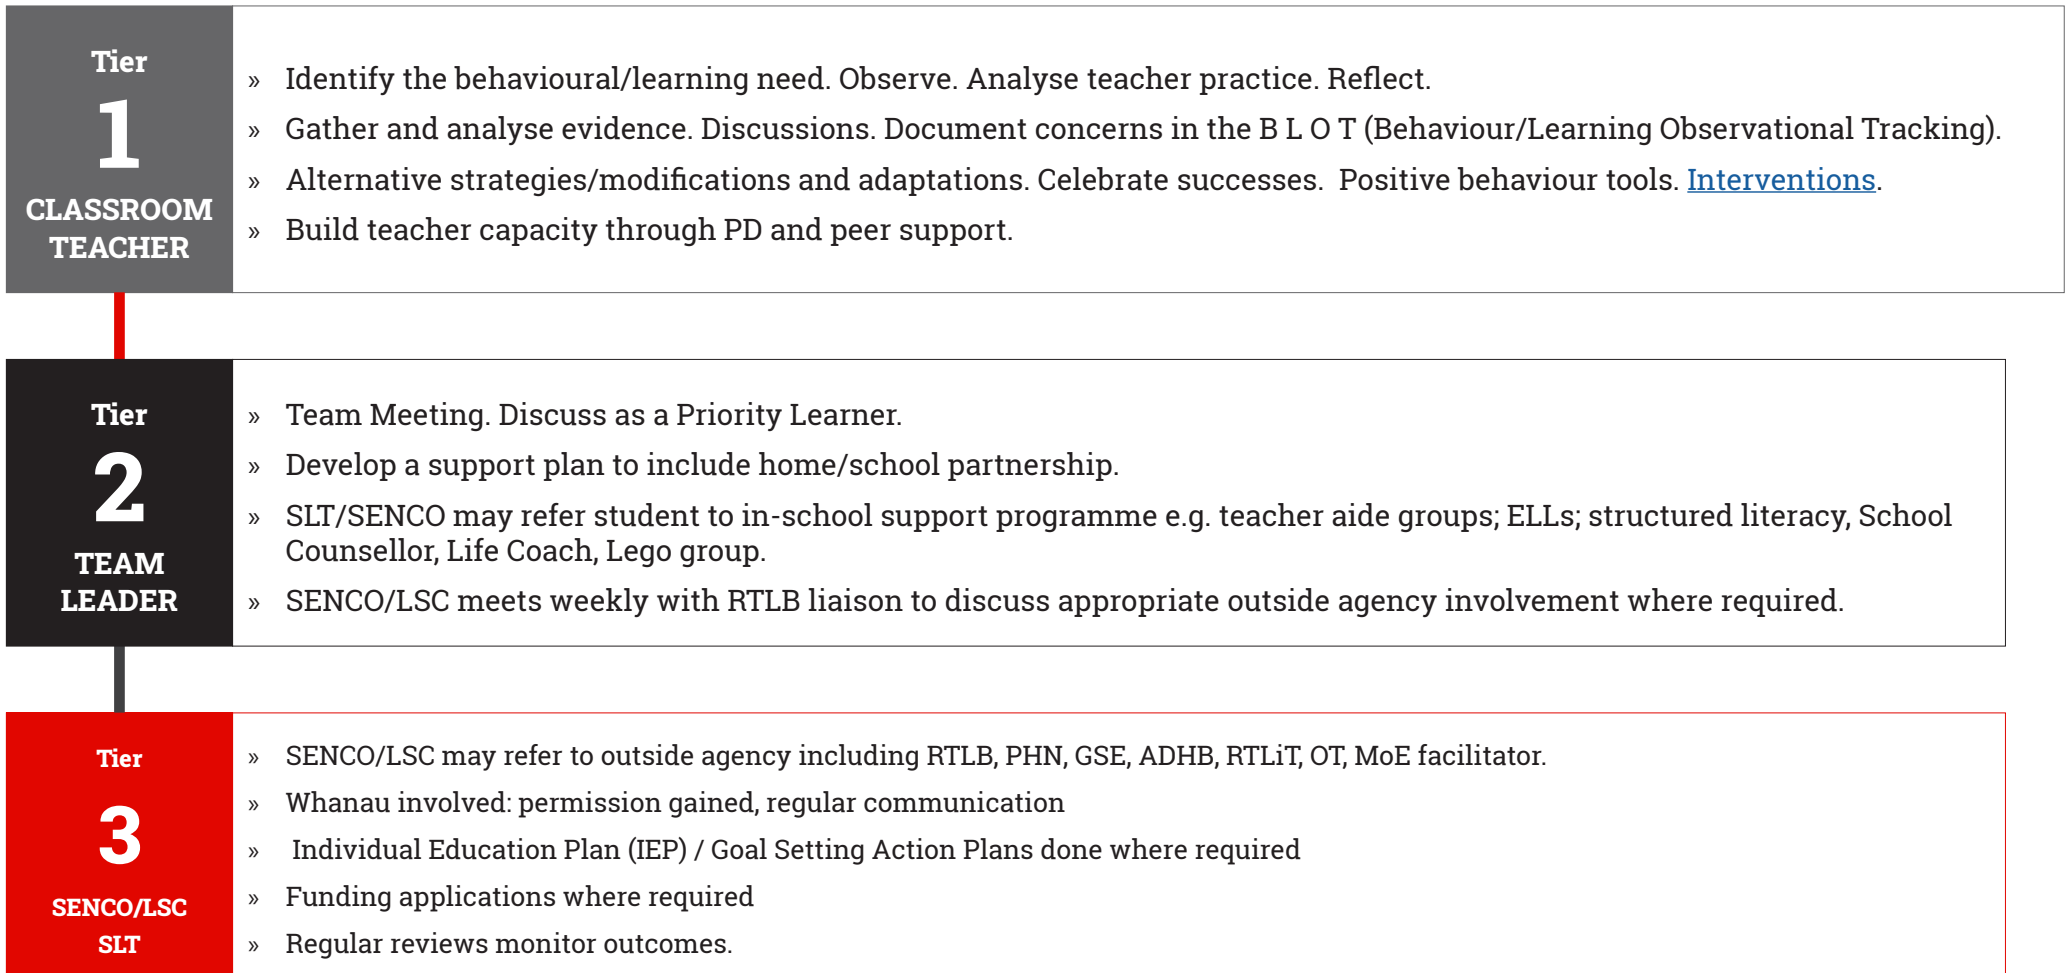 Tier
1
CLASSROOM
TEACHER
» Identify the behavioural/learning need. Observe. Analyse teacher practice. Reflect.
» Gather and analyse evidence. Discussions. Document concerns in the B L O T (Behaviour/Learning Observational Tracking).
» Alternative strategies/modifications and adaptations. Celebrate successes.  Positive behaviour tools. Interventions.
» Build teacher capacity through PD and peer support.
Tier
2
TEAM
LEADER
» Team Meeting. Discuss as a Priority Learner.
» Develop a support plan to include home/school partnership.
» SLT/SENCO may refer student to in-school support programme e.g. teacher aide groups; ELLs; structured literacy, School
Counsellor, Life Coach, Lego group.
» SENCO/LSC meets weekly with RTLB liaison to discuss appropriate outside agency involvement where required.
Tier
3
SENCO/LSC
SLT
» SENCO/LSC may refer to outside agency including RTLB, PHN, GSE, ADHB, RTLiT, OT, MoE facilitator.
» Whanau involved: permission gained, regular communication
» Individual Education Plan (IEP) / Goal Setting Action Plans done where required
» Funding applications where required
» Regular reviews monitor outcomes.